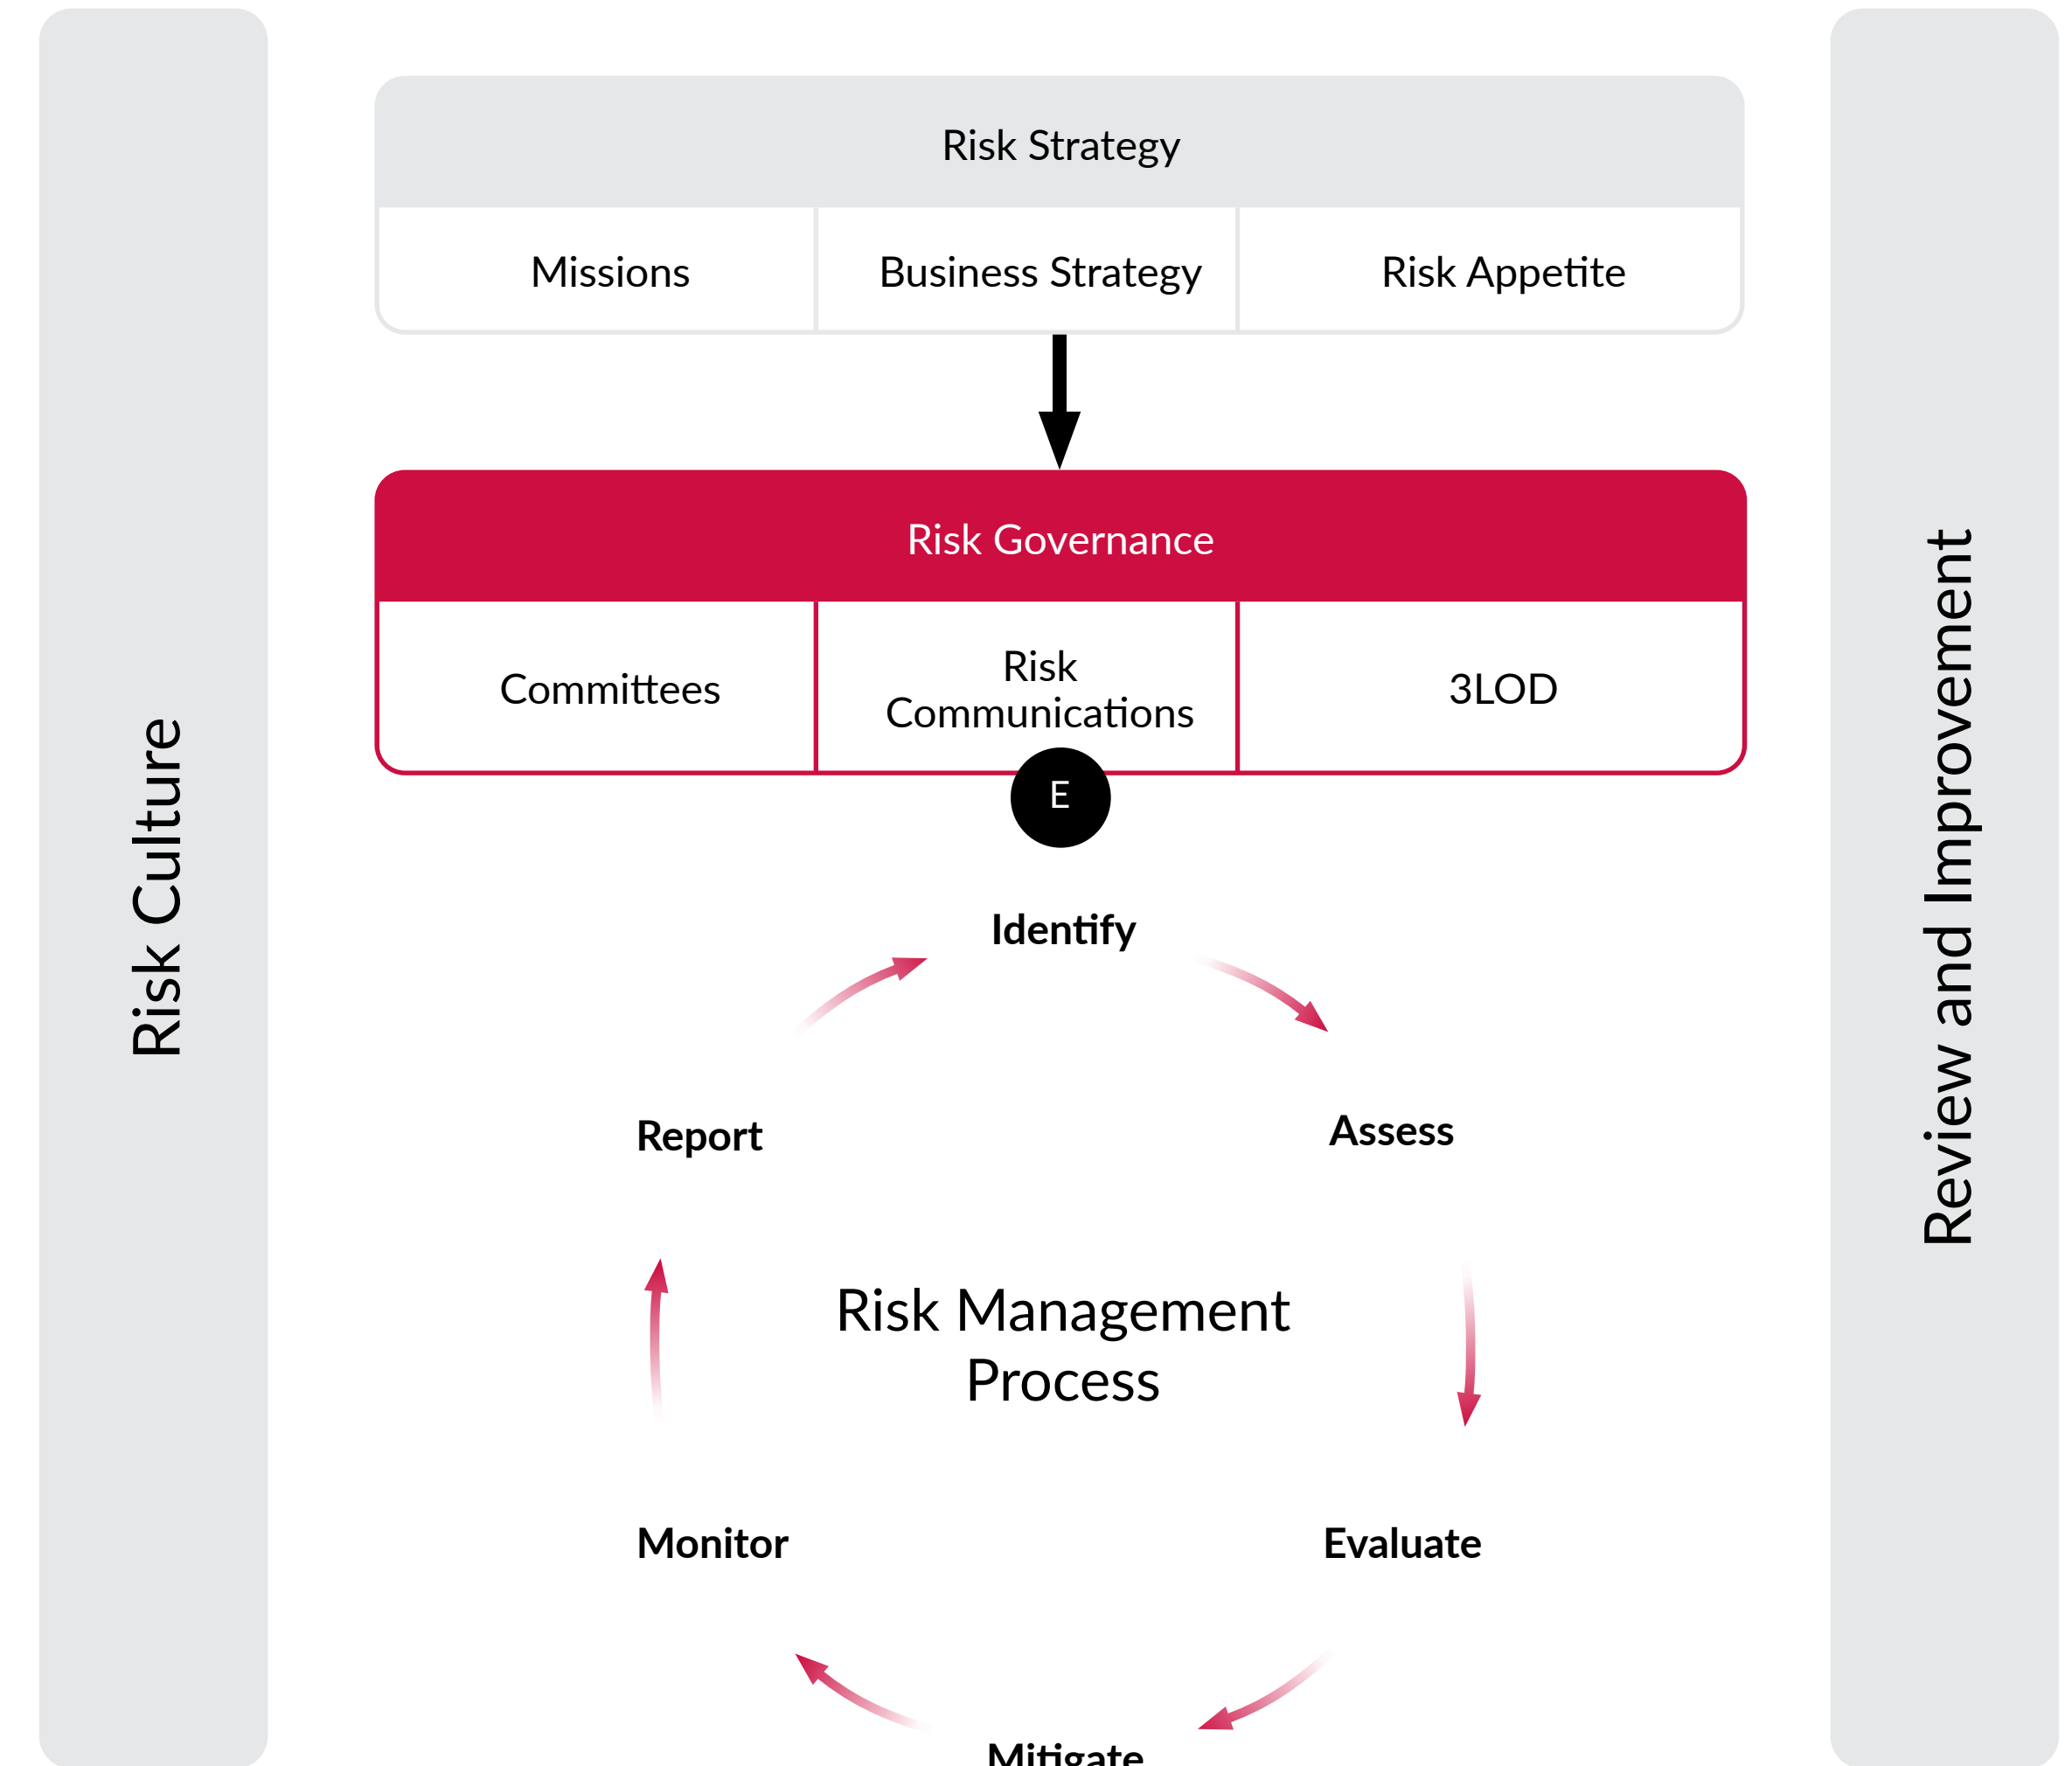 Risk Culture
Risk Strategy
Missions
Business Strategy
Risk Appetite
Risk Governance
Committees
Risk
Communications
3LOD
E
Identify
Assess
Evaluate
Mitigate
Monitor
Report
Risk Management
Process
Review and Improvement